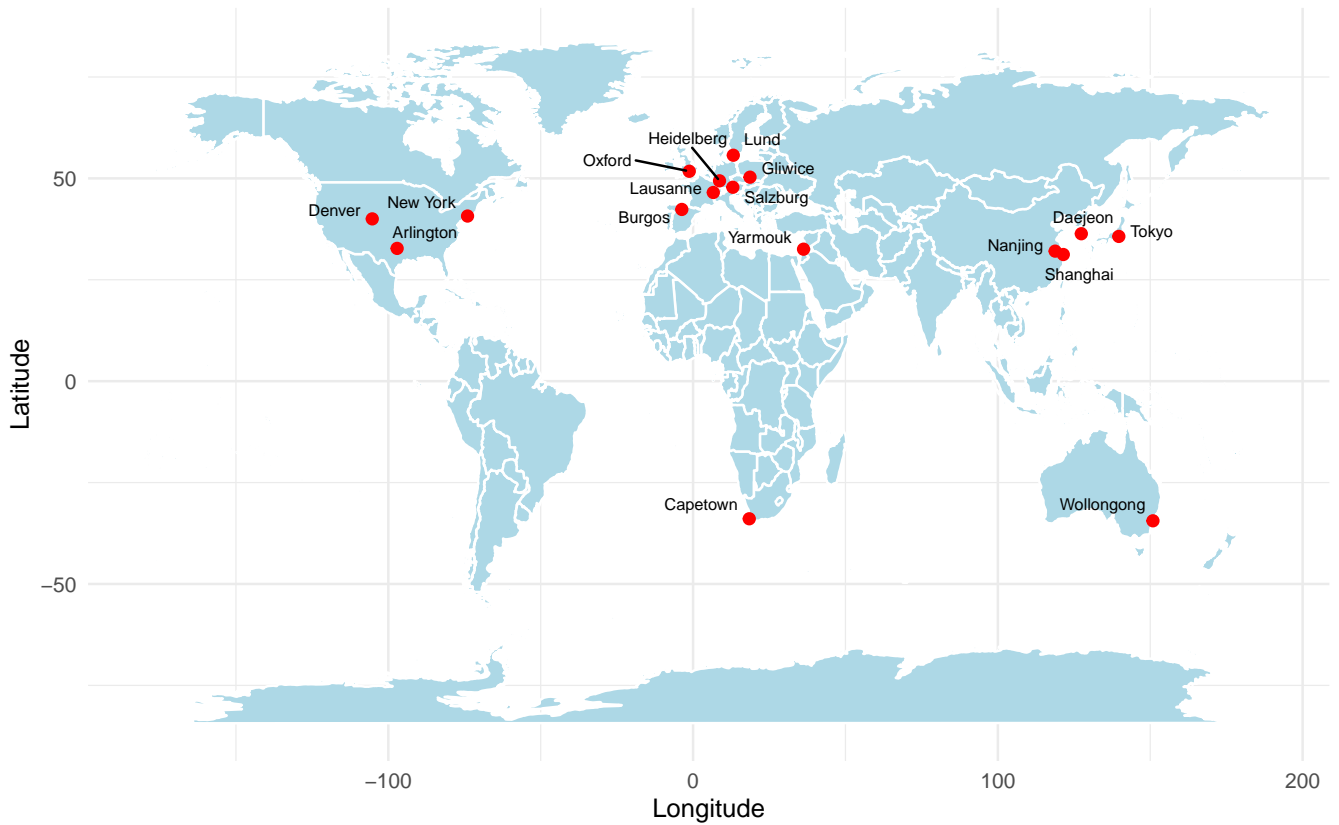 Heidelberg
Lund
Oxford
Gliwice
Lausanne
Salzburg
Burgos
New York
Denver
Arlington
Yarmouk
Daejeon
Tokyo
Nanjing
Shanghai
Capetown
Wollongong
50
0
−50
Latitude
−100
0
100
200
Longitude